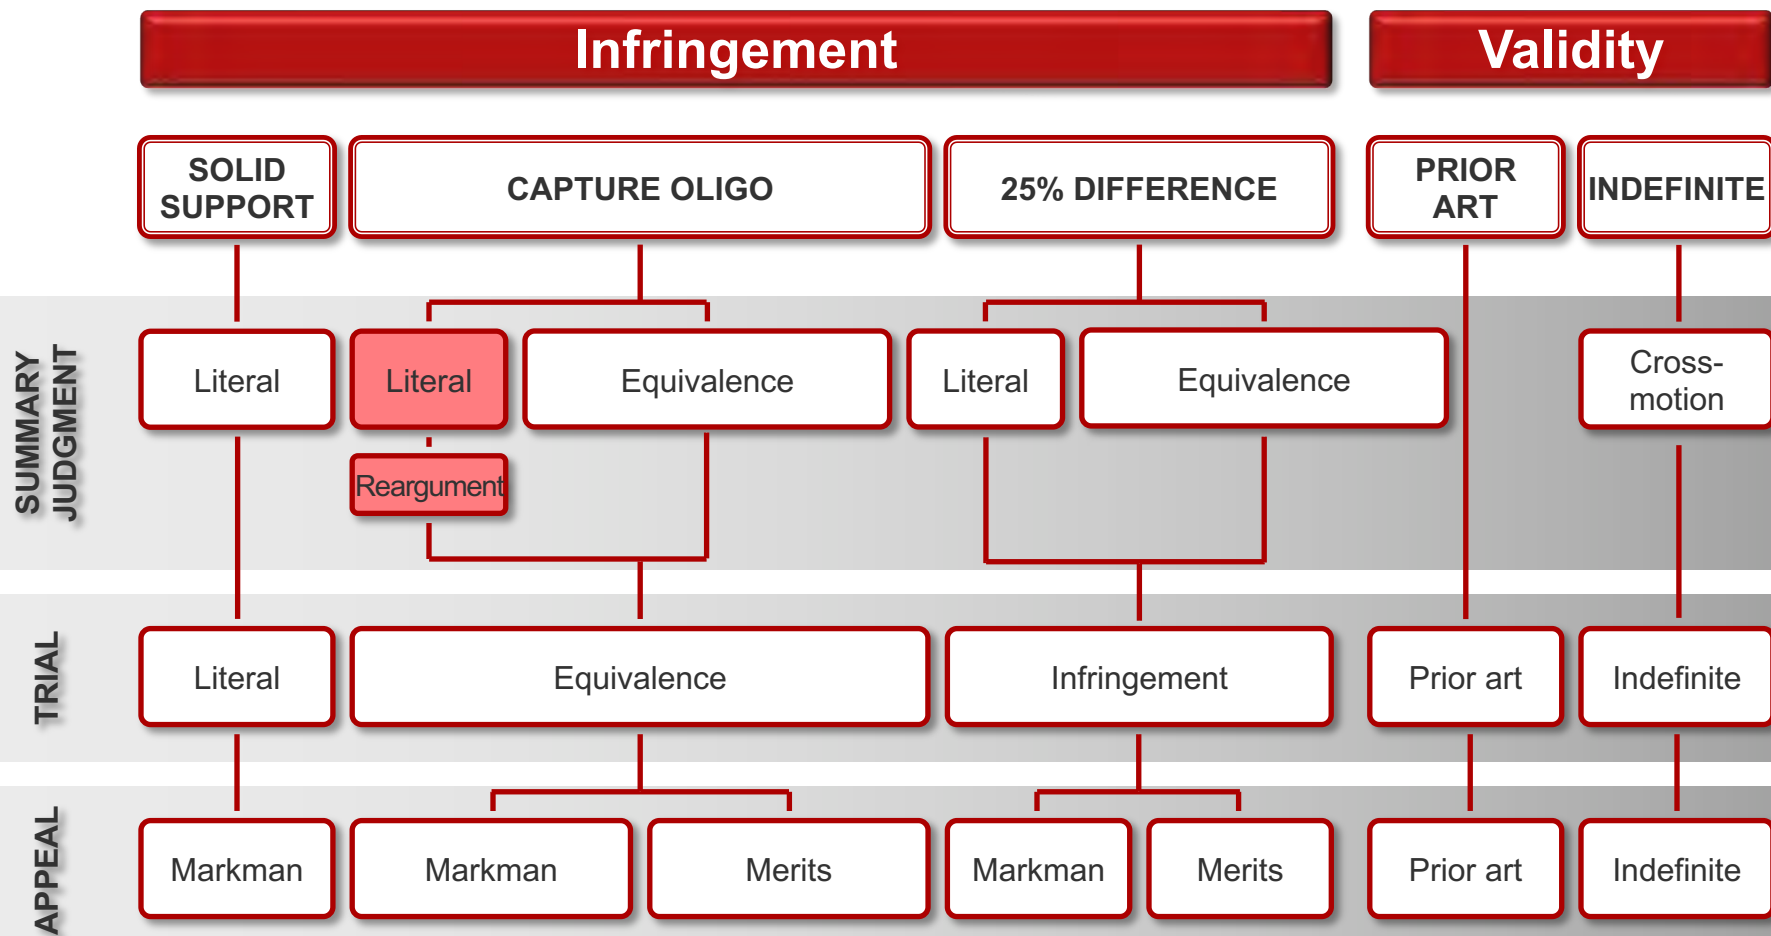 Infringement
Validity
SOLID
SUPPORT
CAPTURE OLIGO
25% DIFFERENCE
PRIOR
ART
INDEFINITE
SUMMARY
JUDGMENT
Literal
Literal
Equivalence
Literal
Equivalence
Cross-
motion
Reargument
TRIAL
Literal
Equivalence
Infringement
Prior art
Indefinite
APPEAL
Markman
Markman
Merits
Markman
Merits
Prior art
Indefinite